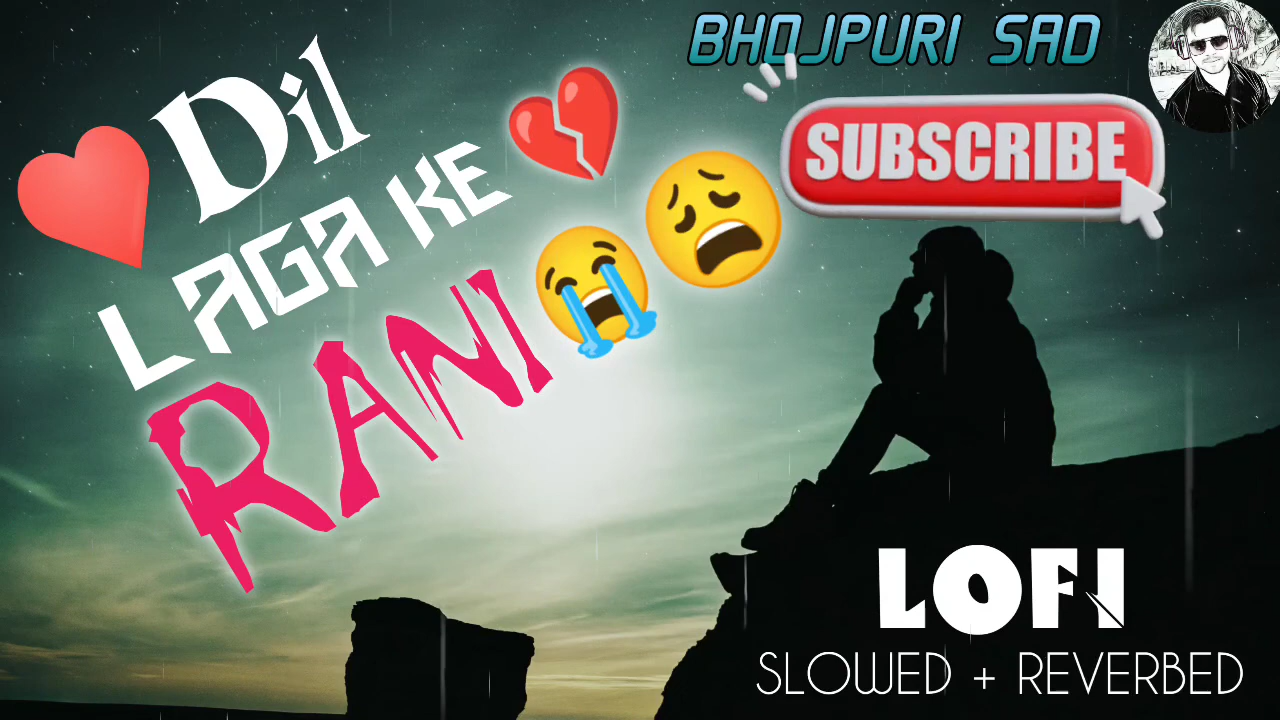 BHOJPURI SAD
SUBSCRIBE
Dil
LAGA KE
RANI
LOFI
SLOWED + REVERBED